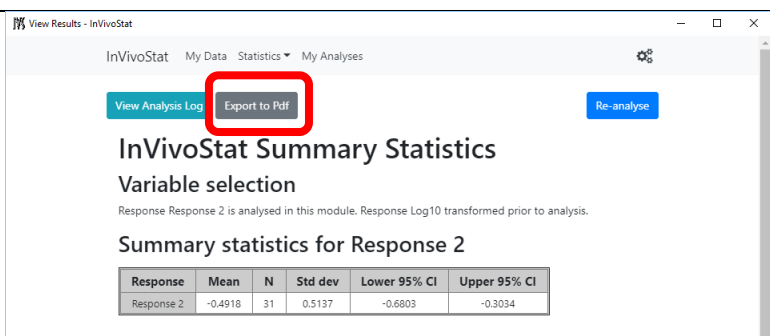 View Results - InVivoStat
InVivoStat My Data Statistics My Analyses
View Analysis Log Export to Pdf Re-analyse
InVivoStat Summary Statistics
Variable selection
Response Response 2 is analysed in this module. Response Log10 transformed prior to analysis.
Summary statistics for Response 2
Response Mean N Std dev Lower 95% CI Upper 95% CI
Response 2 -0.4918 31 0.5137 -0.6803 -0.3034